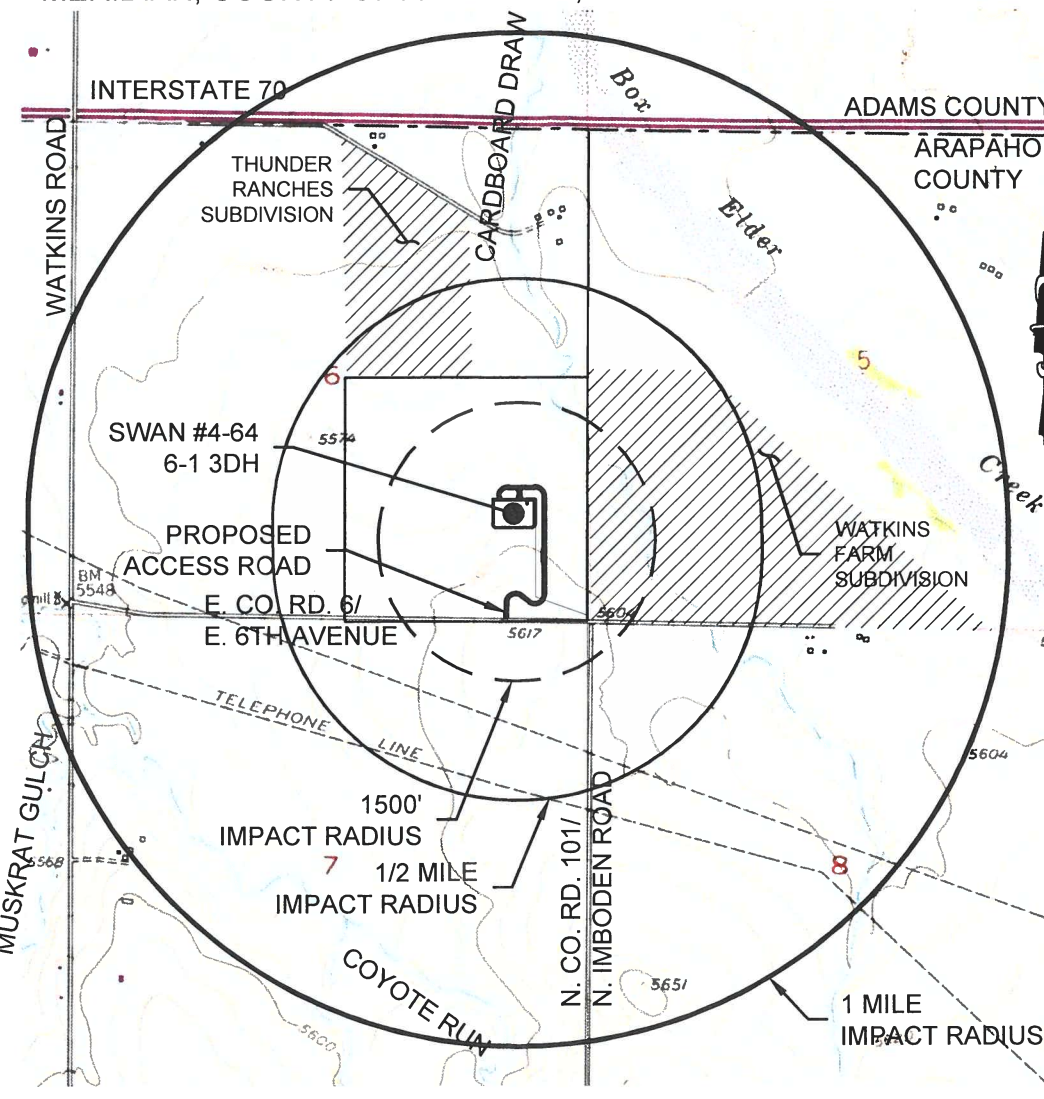 INTERSTATE 70
WATKINS ROAD
CARDBOARD DRAW
Box
Elder
Creek
ADAMS COUNTY
ARAPAHO
COUNTY
THUNDER
RANCHES
SUBDIVISION
6
5
5574
SWAN #4-64
6-1 3DH
PROPOSED
ACCESS ROAD
WATKINS
FARM
SUBDIVISION
BM
5548
E. CO. RD. 6/
E. 6TH AVENUE
5604
5617
TELEPHONE LINE
5604
MUSKRAT GULCH
1500'
IMPACT RADIUS
7
1/2 MILE
IMPACT RADIUS
8
5568
N. CO. RD. 101/
N. IMBODEN ROAD
COYOTE RUN
5651
5600
1 MILE
IMPACT RADIUS